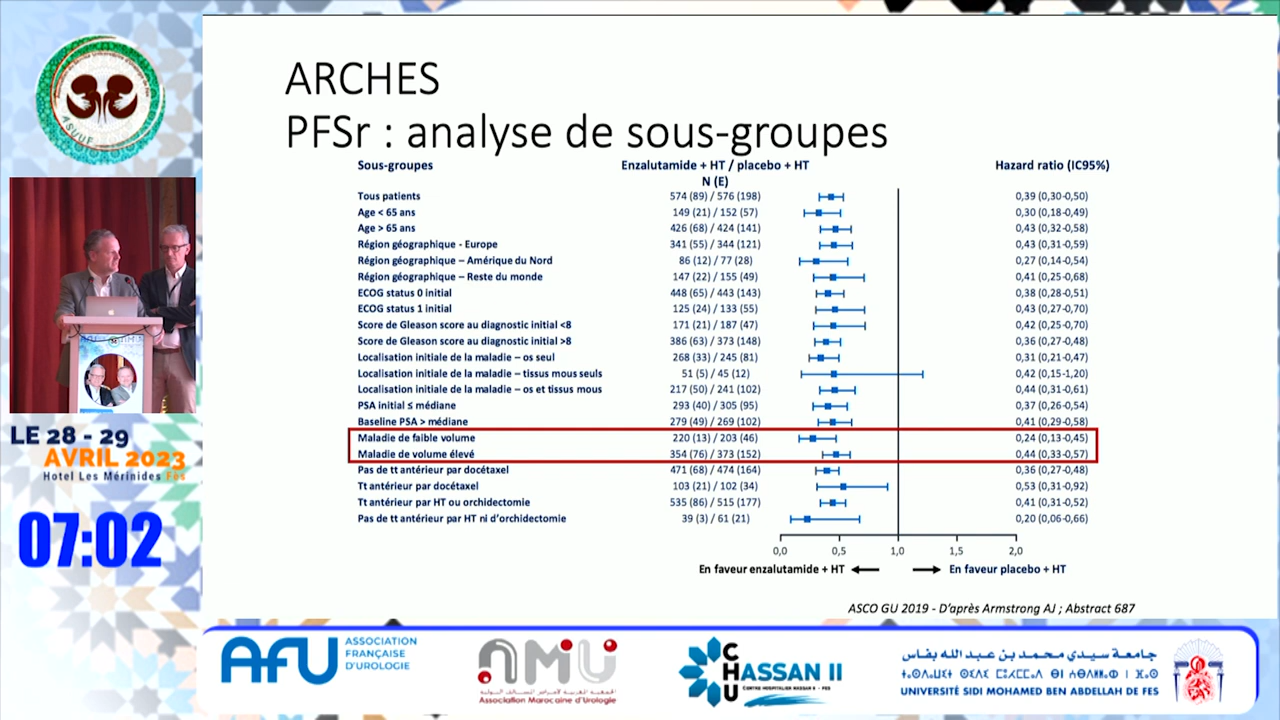 ARCHES
PFSr : analyse de sous-groupes
Sous-groupes Enzalutamide + HT / placebo + HT Hazard ratio (IC95%)
N (E)
Tous patients 574 (89) / 576 (198) 0,39 (0,30-0,50)
Age < 65 ans 149 (21) / 152 (57) 0,30 (0,18-0,49)
Age > 65 ans 426 (68) / 424 (141) 0,43 (0,32-0,58)
Région géographique - Europe 341 (55) / 344 (121) 0,43 (0,31-0,59)
Région géographique – Amérique du Nord 86 (12) / 77 (28) 0,27 (0,14-0,54)
Région géographique – Reste du monde 147 (22) / 155 (49) 0,41 (0,25-0,68)
ECOG status 0 initial 448 (65) / 443 (143) 0,38 (0,28-0,51)
ECOG status 1 initial 125 (24) / 133 (55) 0,43 (0,27-0,70)
Score de Gleason score au diagnostic initial <8 171 (21) / 187 (47) 0,42 (0,25-0,70)
Score de Gleason score au diagnostic initial >8 386 (63) / 373 (148) 0,36 (0,27-0,48)
Localisation initiale de la maladie – os seul 268 (33) / 245 (81) 0,31 (0,21-0,47)
Localisation initiale de la maladie – tissus mous seuls 51 (5) / 45 (12) 0,42 (0,15-1,20)
Localisation initiale de la maladie – os et tissus mous 217 (50) / 241 (102) 0,44 (0,31-0,61)
PSA initial ≤ médiane 293 (40) / 305 (95) 0,37 (0,26-0,54)
Baseline PSA > médiane 279 (49) / 269 (102) 0,41 (0,29-0,58)
Maladie de faible volume 220 (13) / 203 (46) 0,24 (0,13-0,45)
Maladie de volume élevé 354 (76) / 373 (152) 0,44 (0,33-0,57)
Pas de tt antérieur par docétaxel 471 (68) / 474 (164) 0,36 (0,27-0,48)
Tt antérieur par docétaxel 103 (21) / 102 (34) 0,53 (0,31-0,92)
Tt antérieur par HT ou orchidectomie 535 (86) / 515 (177) 0,41 (0,31-0,52)
Pas de tt antérieur par HT ni d'orchidectomie 39 (3) / 61 (21) 0,20 (0,06-0,66)
0,0 0,5 1,0 1,5 2,0
En faveur enzalutamide + HT En faveur placebo + HT
ASCO GU 2019 - D'après Armstrong AJ ; Abstract 687
LE 28 - 29
AVRIL 2023
Hotel Les Mérinides Fes
07:02
AFU
ASSOCIATION
FRANÇAISE
D'UROLOGIE
AMU
Association Marocaine d'Urologie
CHU HASSAN II
CENTRE HOSPITALIER HASSAN II - FES
جامعة سيدي محمد بن عبد الله بفاس
UNIVERSITÉ SIDI MOHAMED BEN ABDELLAH DE FES